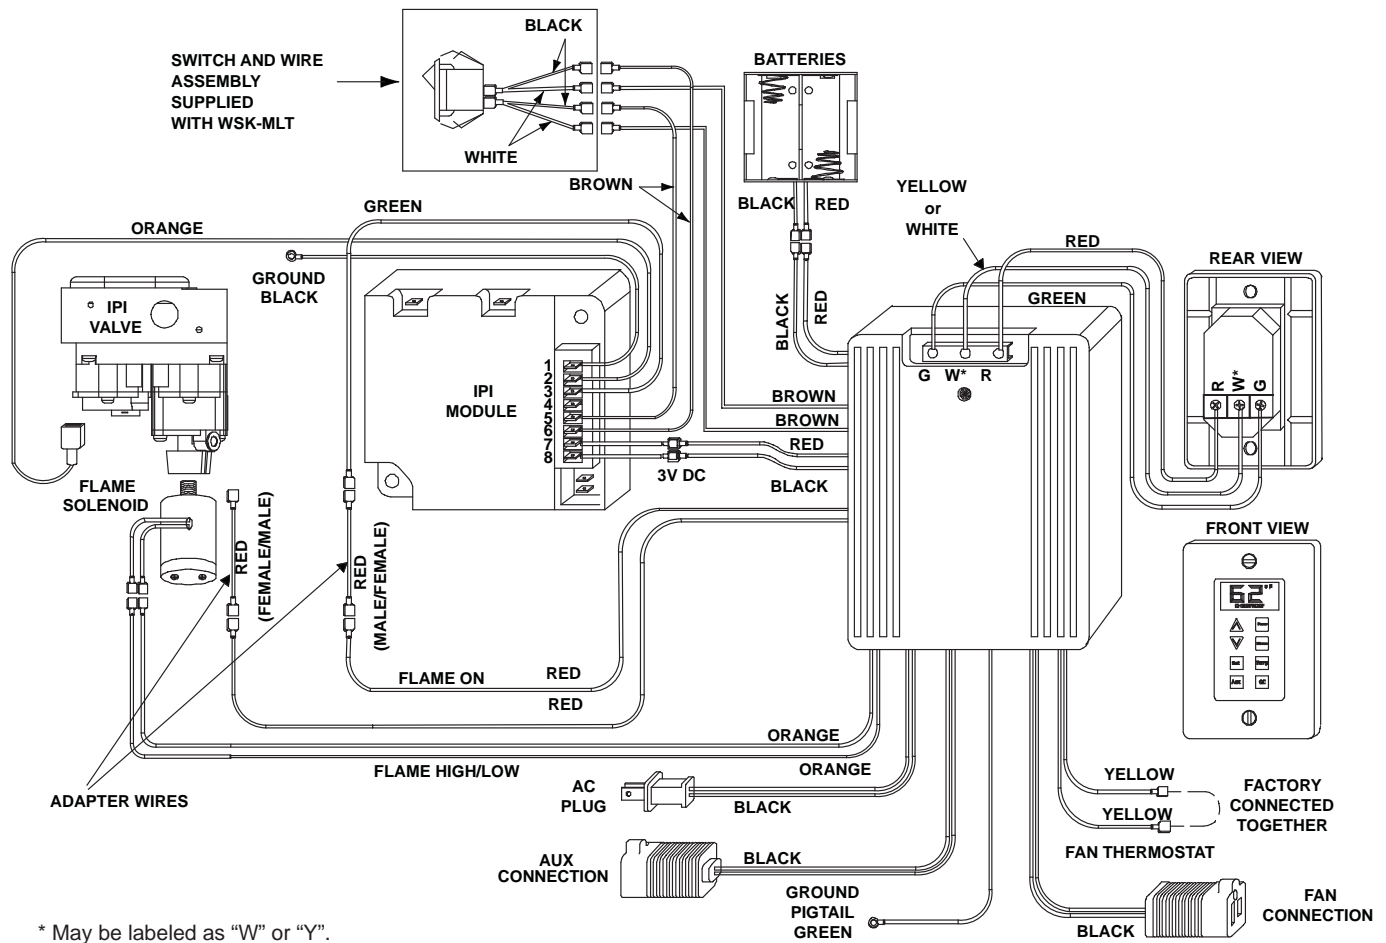 SWITCH AND WIRE
ASSEMBLY
SUPPLIED
WITH WSK-MLT
BLACK
WHITE
BATTERIES
BROWN
BLACK
RED
YELLOW
or
WHITE
RED
REAR VIEW
GREEN
ORANGE
GROUND
BLACK
IPI
VALVE
GREEN
BLACK
RED
G W* R
R
W*
G
IPI
MODULE
1
2
3
4
5
6
7
8
BROWN
BROWN
RED
3V DC
BLACK
FLAME
SOLENOID
RED
(FEMALE/MALE)
RED
(MALE/FEMALE)
FRONT VIEW
62°F
FLAME ON
RED
RED
ORANGE
FLAME HIGH/LOW
ORANGE
ADAPTER WIRES
AC
PLUG
BLACK
YELLOW
YELLOW
FACTORY
CONNECTED
TOGETHER
FAN THERMOSTAT
AUX
CONNECTION
BLACK
GROUND
PIGTAIL
GREEN
BLACK
FAN
CONNECTION
* May be labeled as “W” or “Y”.